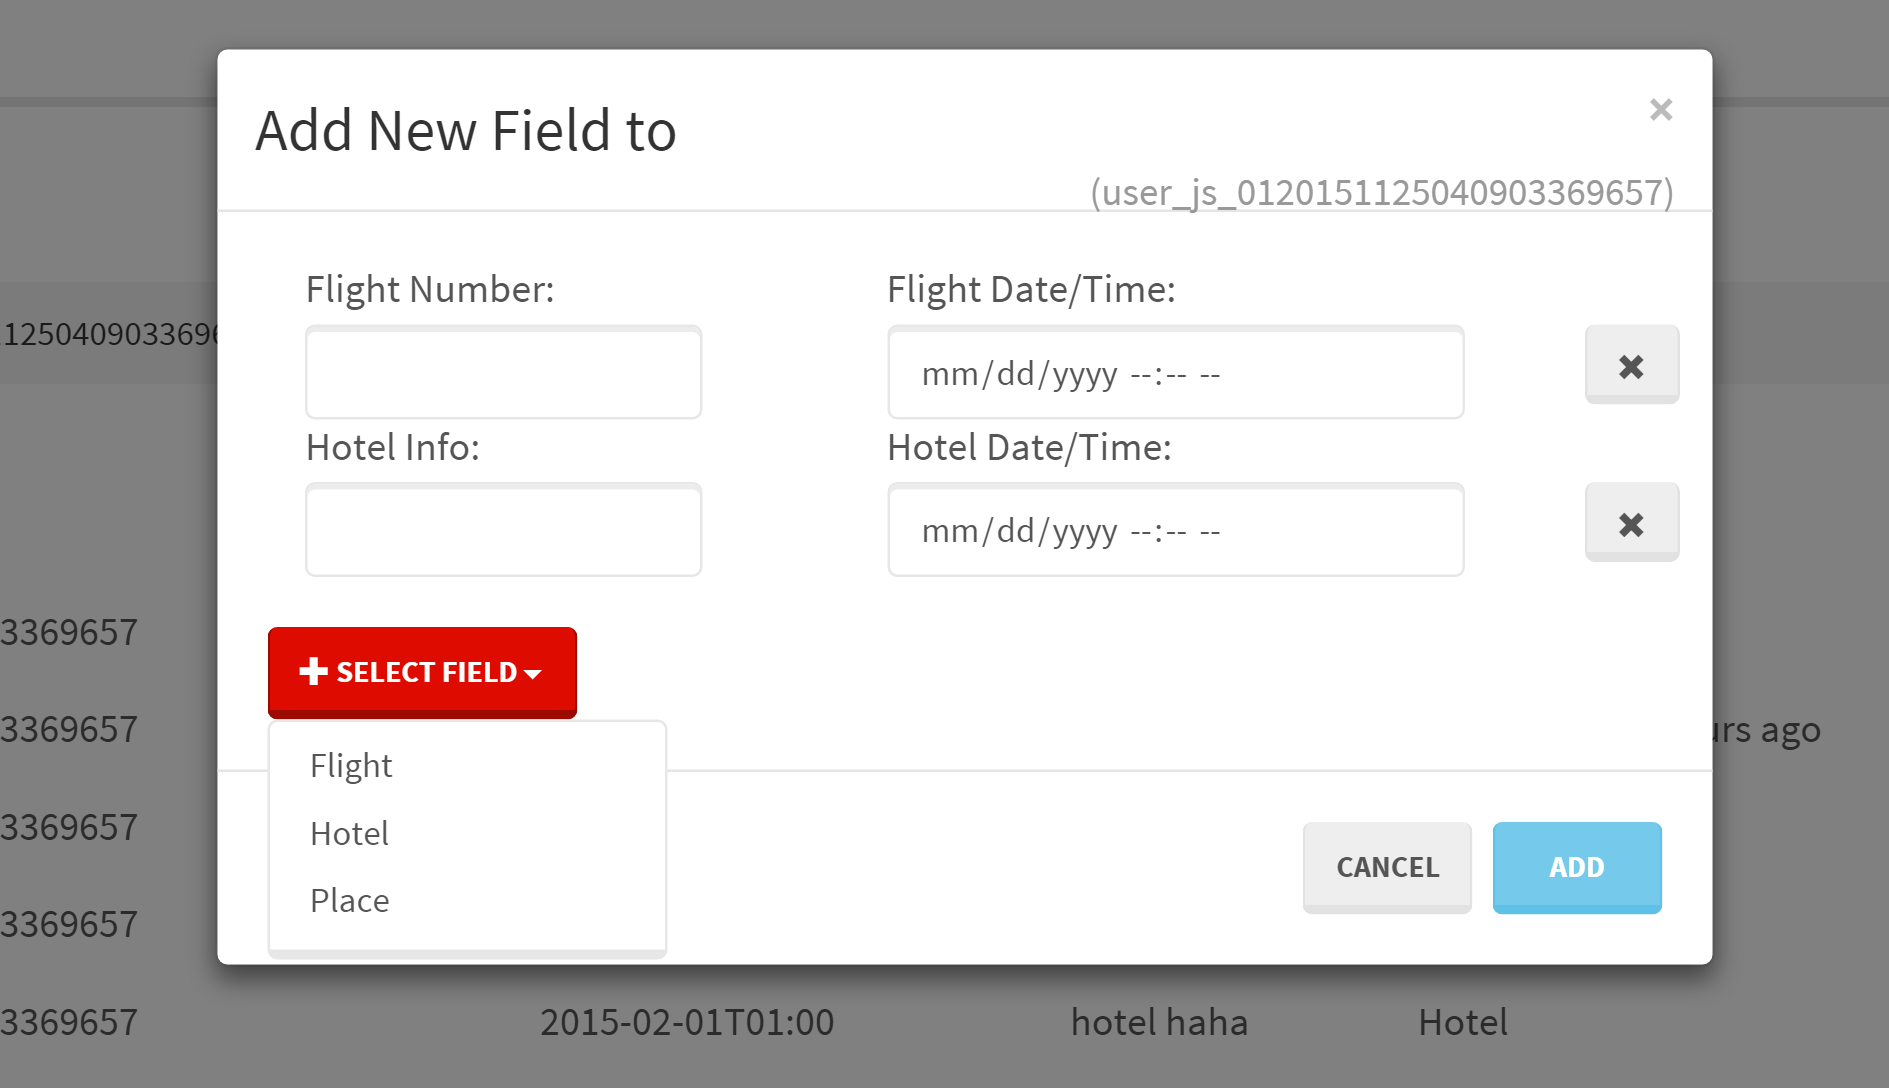 Add New Field to
×
(user_js_01201511250409033​69657)
Flight Number:
Flight Date/Time:
mm/dd/yyyy --:-- --
Hotel Info:
Hotel Date/Time:
mm/dd/yyyy --:-- --
SELECT FIELD
Flight
Hotel
Place
CANCEL
ADD
3369657
3369657
urs ago
3369657
3369657
3369657
2015-02-01T01:00
hotel haha
Hotel